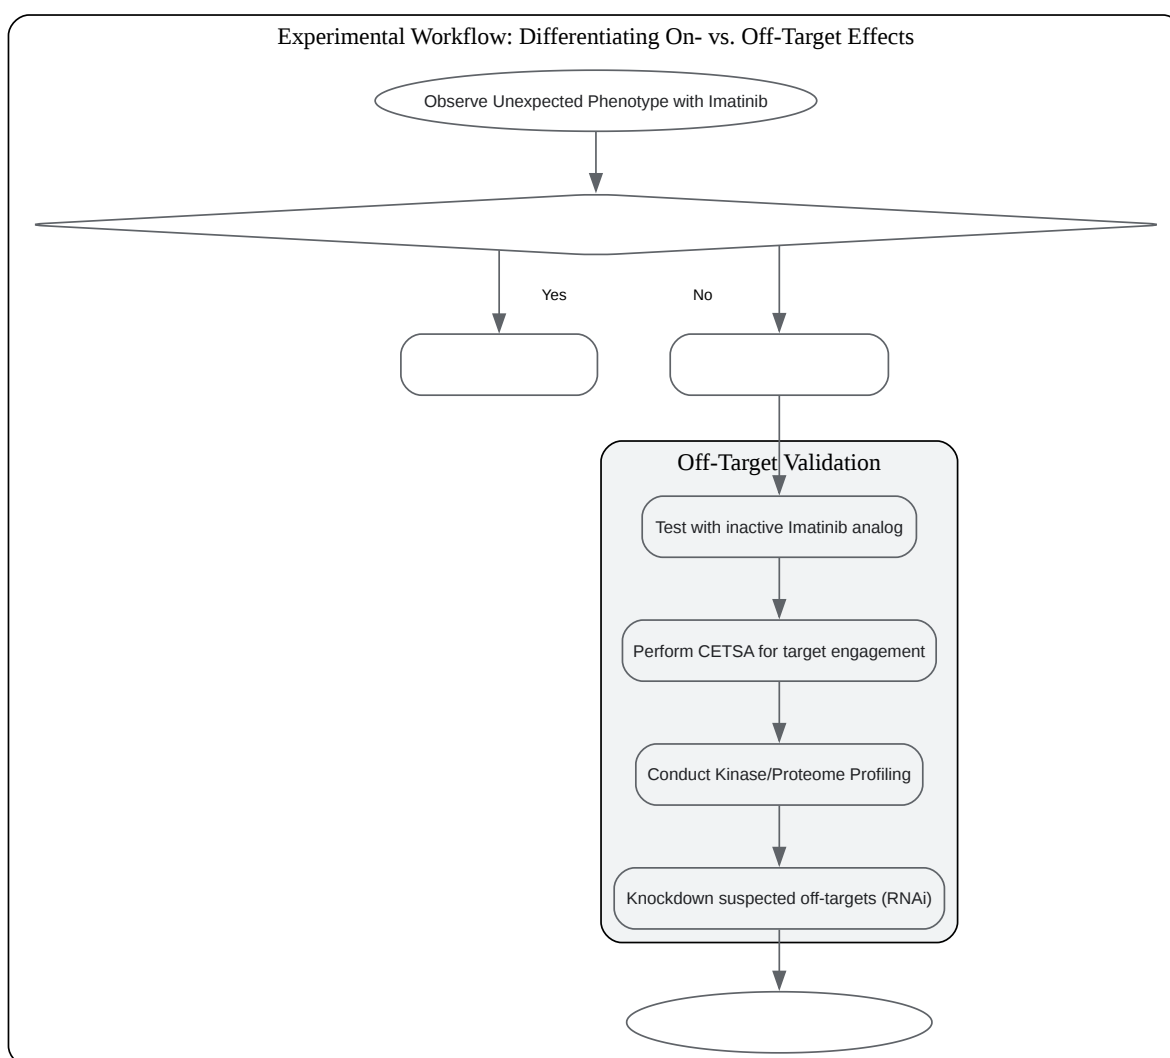 Experimental Workflow: Differentiating On- vs. Off-Target Effects
Observe Unexpected Phenotype with Imatinib
Yes
No
Off-Target Validation
Test with inactive Imatinib analog
Perform CETSA for target engagement
Conduct Kinase/Proteome Profiling
Knockdown suspected off-targets (RNAi)